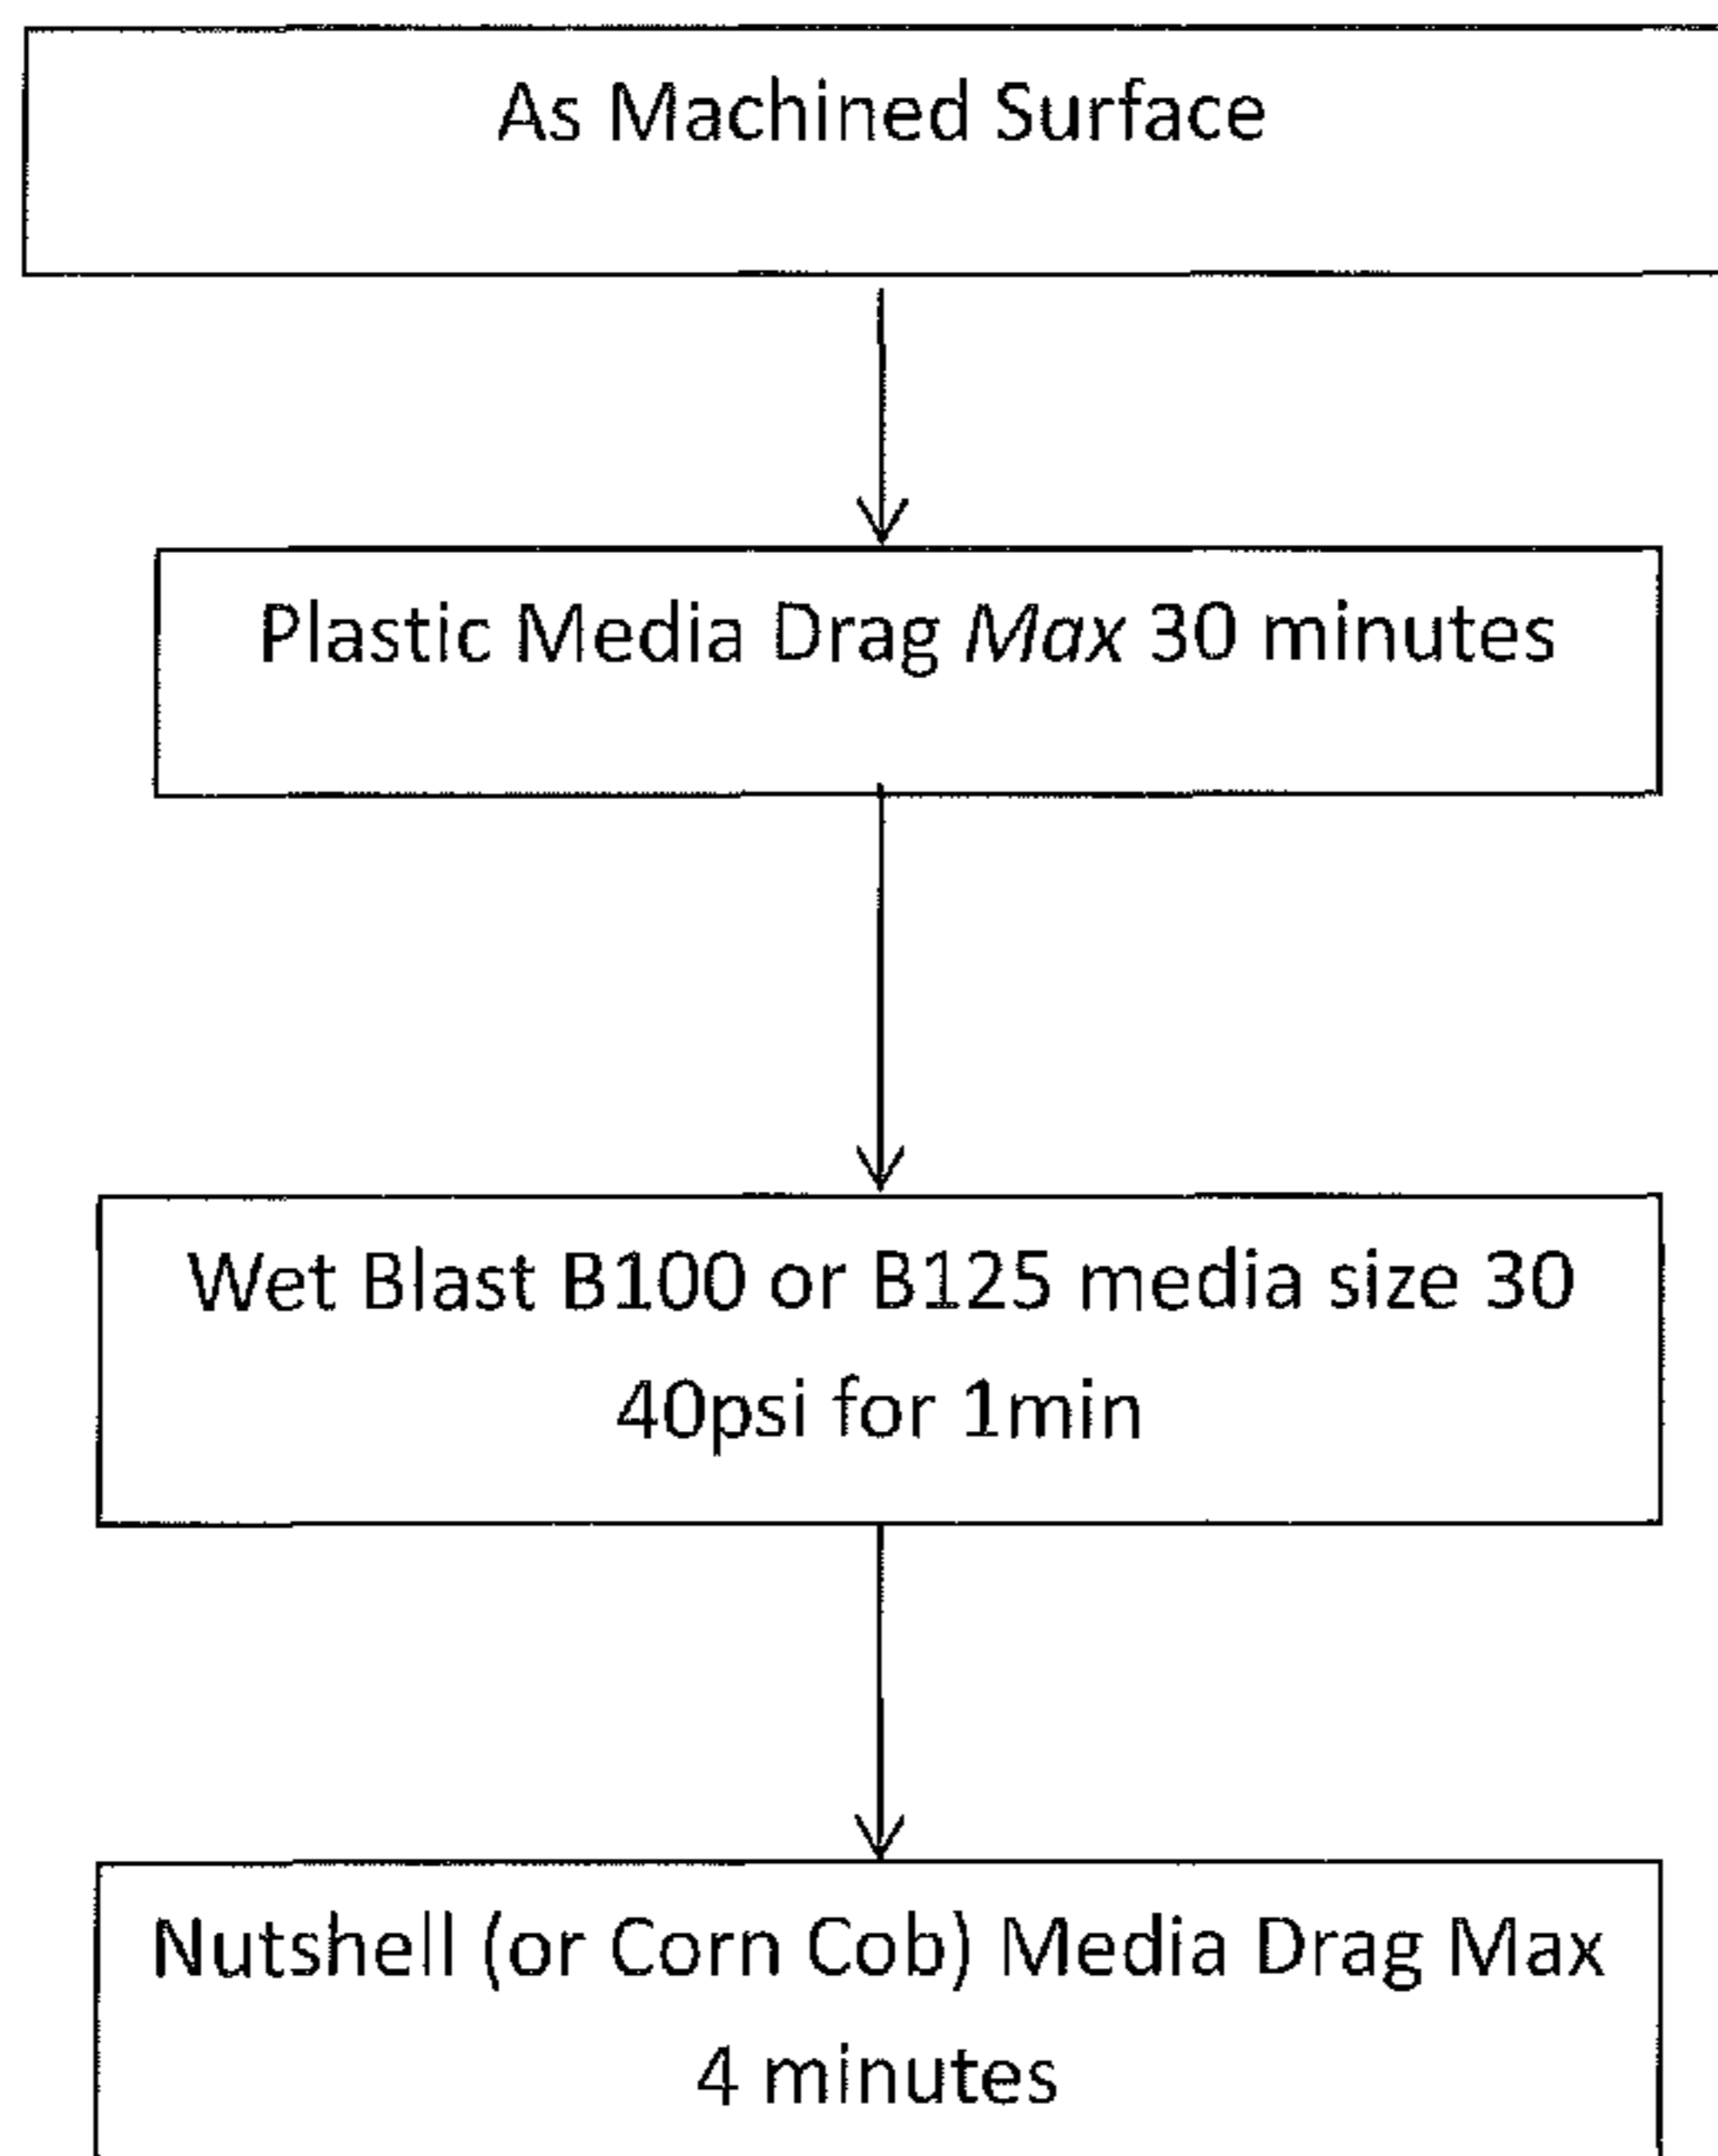 As Machined Surface
Plastic Media Drag Max 30 minutes
Wet Blast B100 or B125 media size 30
40psi for 1min
Nutshell (or Corn Cob) Media Drag Max
4 minutes